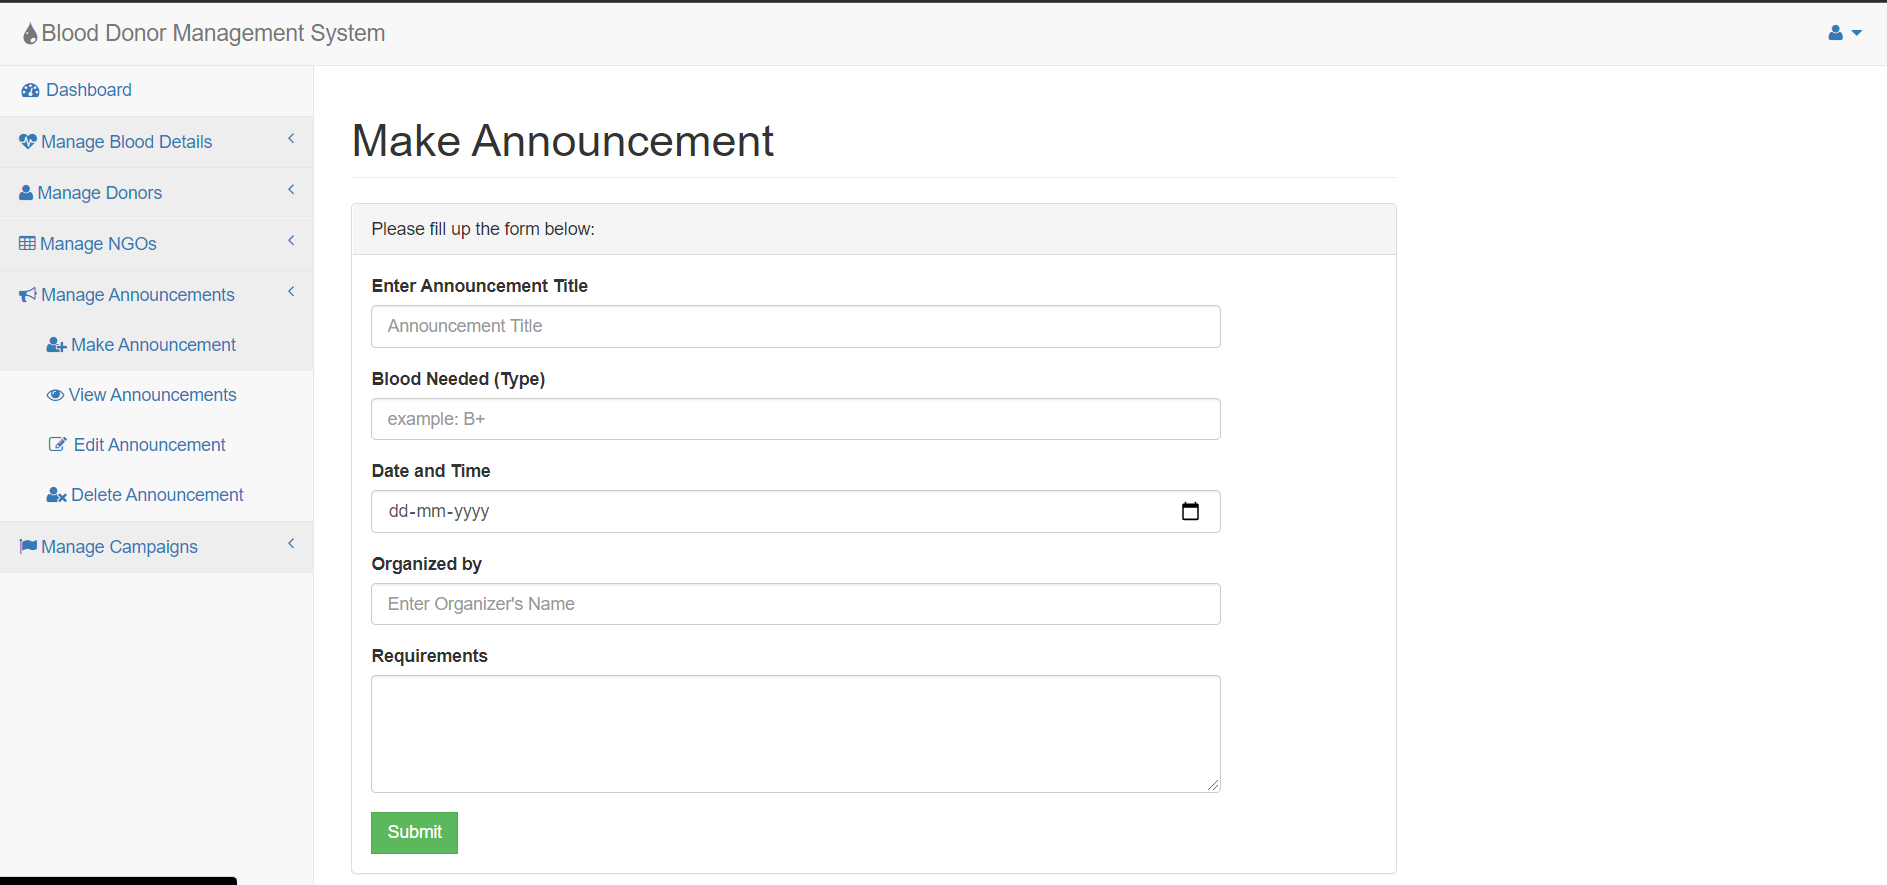 Blood Donor Management System
Dashboard
Manage Blood Details
Manage Donors
Manage NGOs
Manage Announcements
Make Announcement
View Announcements
Edit Announcement
Delete Announcement
Manage Campaigns
Make Announcement
Please fill up the form below:
Enter Announcement Title
Announcement Title
Blood Needed (Type)
example: B+
Date and Time
dd-mm-yyyy
Organized by
Enter Organizer's Name
Requirements
Submit